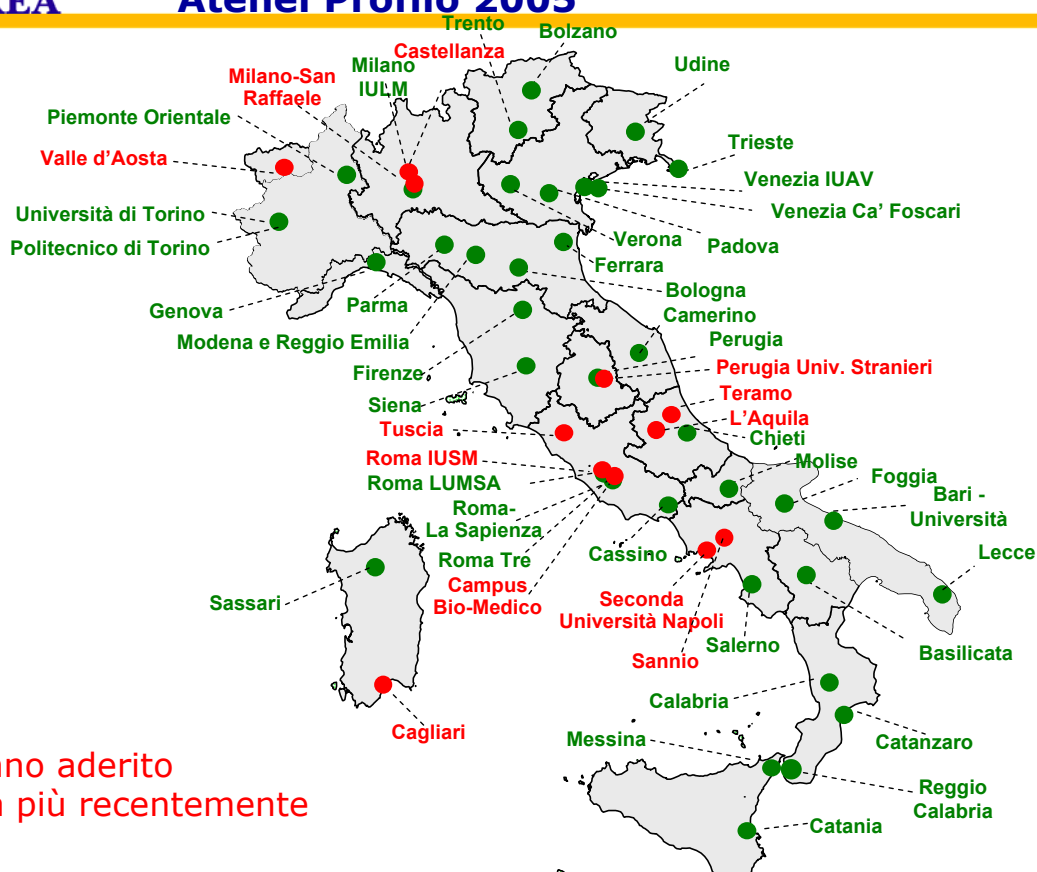 Atenei Profilo 2005
Trento
Bolzano
Castellanza
Milano
IULM
Udine
Milano-San
Raffaele
Piemonte Orientale
Trieste
Valle d'Aosta
Venezia IUAV
Università di Torino
Venezia Ca' Foscari
Politecnico di Torino
Verona
Padova
Ferrara
Genova
Parma
Bologna
Camerino
Modena e Reggio Emilia
Perugia
Firenze
Perugia Univ. Stranieri
Siena
Teramo
L'Aquila
Tuscia
Chieti
Roma IUSM
Molise
Roma LUMSA
Foggia
Bari -
Università
Roma-
La Sapienza
Roma Tre
Cassino
Lecce
Campus
Bio-Medico
Sassari
Seconda
Università Napoli
Salerno
Sannio
Basilicata
Calabria
Cagliari
Messina
Catanzaro
no aderito
più recentemente
Reggio
Calabria
Catania